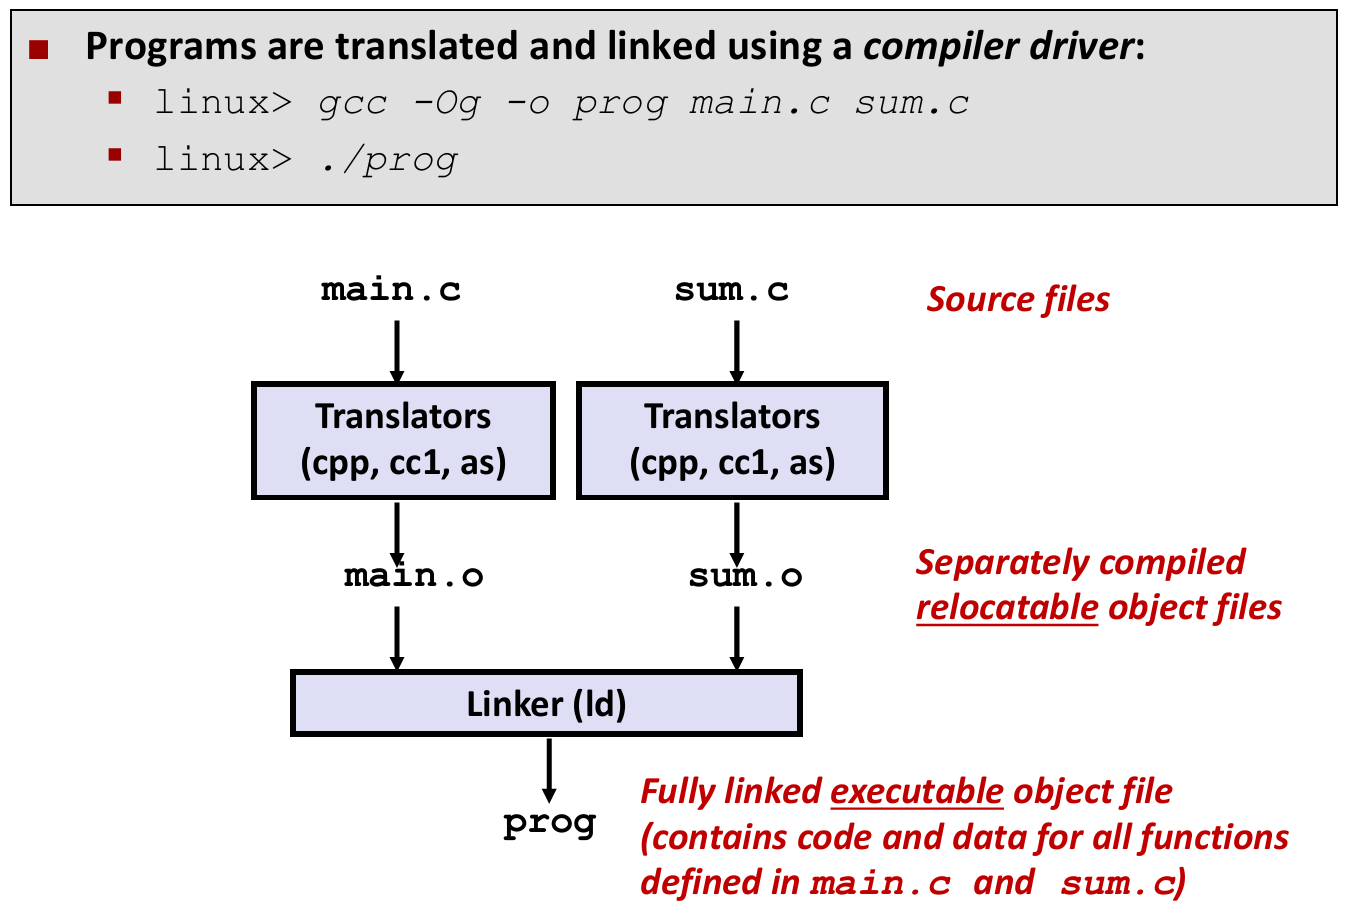 Programs are translated and linked using a compiler driver:
linux> gcc -Og -o prog main.c sum.c
linux> ./prog
main.c
sum.c
Source files
Translators
(cpp, cc1, as)
Translators
(cpp, cc1, as)
main.o
sum.o
Separately compiled
relocatable object files
Linker (ld)
prog
Fully linked executable object file
(contains code and data for all functions
defined in main.c and sum.c)